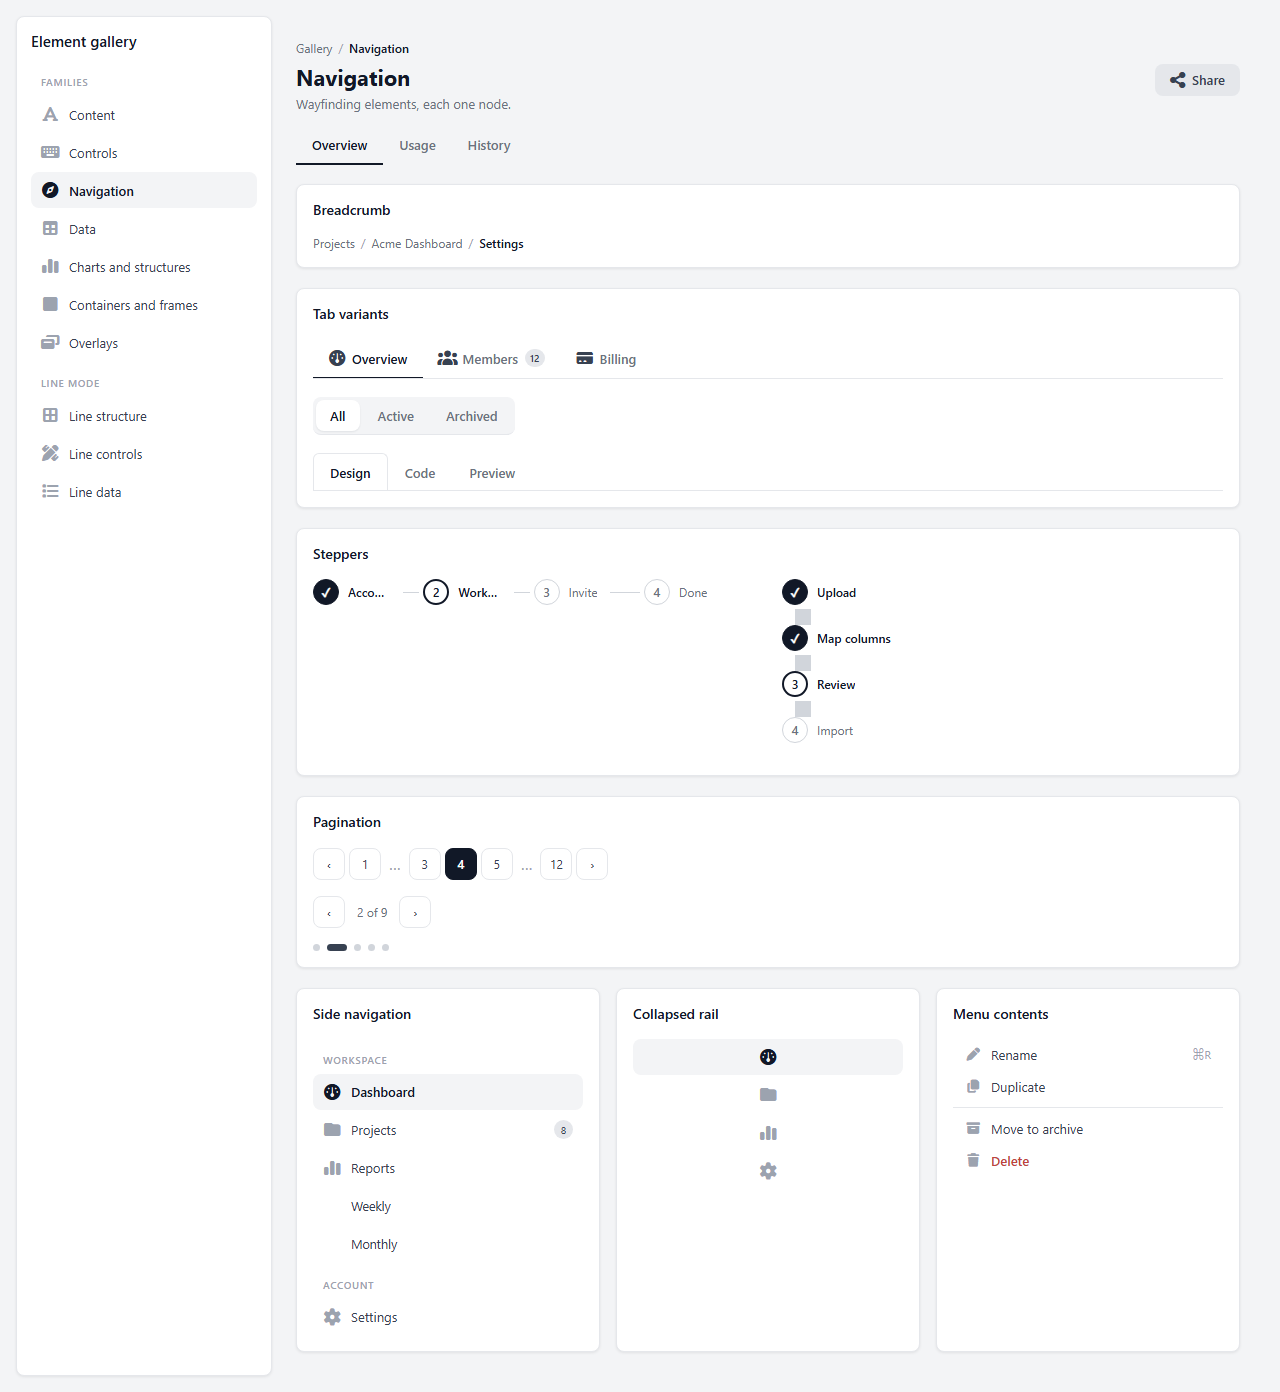 Element gallery
FAMILIES
Content
Controls
Navigation
Data
Charts and structures
Containers and frames
Overlays
LINE MODE
Line structure
Line controls
Line data
Gallery / Navigation
Navigation
Wayfinding elements, each one node.
Share
Overview Usage History
Breadcrumb
Projects / Acme Dashboard / Settings
Tab variants
Overview Members 12 Billing
All Active Archived
Design Code Preview
Steppers
Acco... 2 Work... 3 Invite 4 Done
Upload
Map columns
3 Review
4 Import
Pagination
‹ 1 ... 3 4 5 ... 12 ›
‹ 2 of 9 ›
Side navigation
WORKSPACE
Dashboard
Projects 8
Reports
Weekly
Monthly
ACCOUNT
Settings
Collapsed rail
Menu contents
Rename ⌘R
Duplicate
Move to archive
Delete